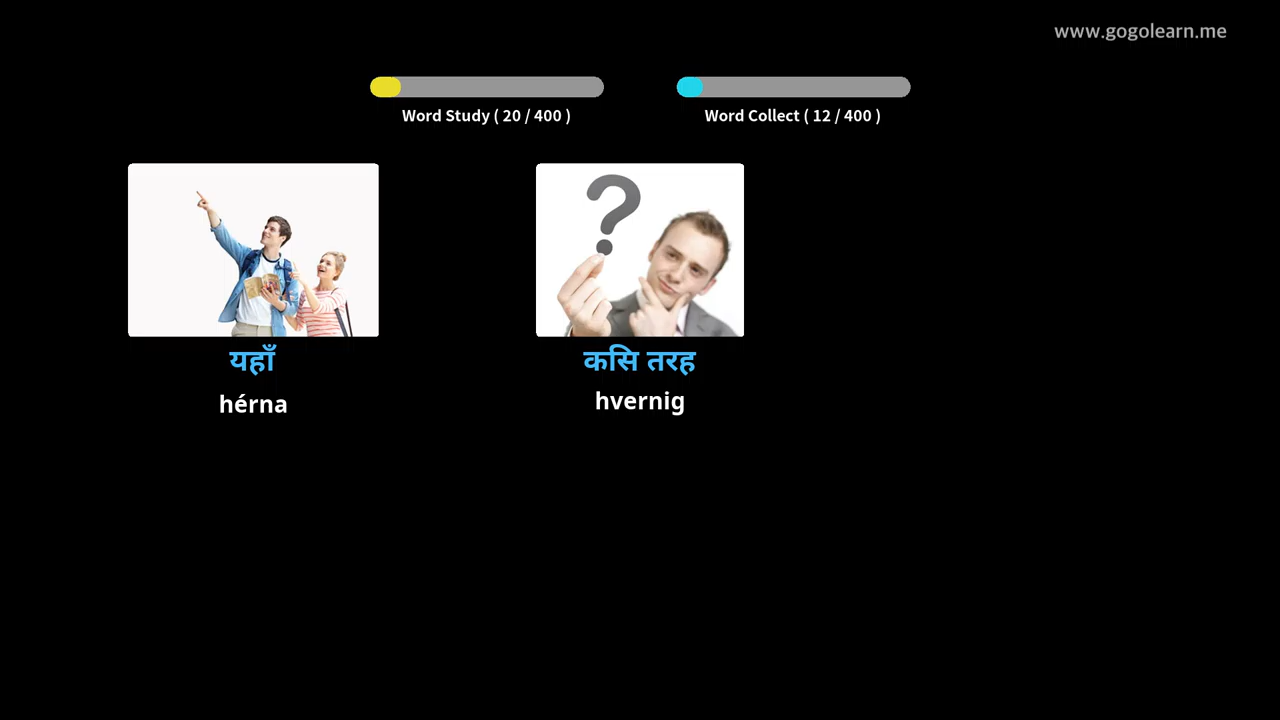 www.gogolearn.me
Word Study ( 20 / 400 )
Word Collect ( 12 / 400 )
यहाँ
hérna
कसि तरह
hvernig